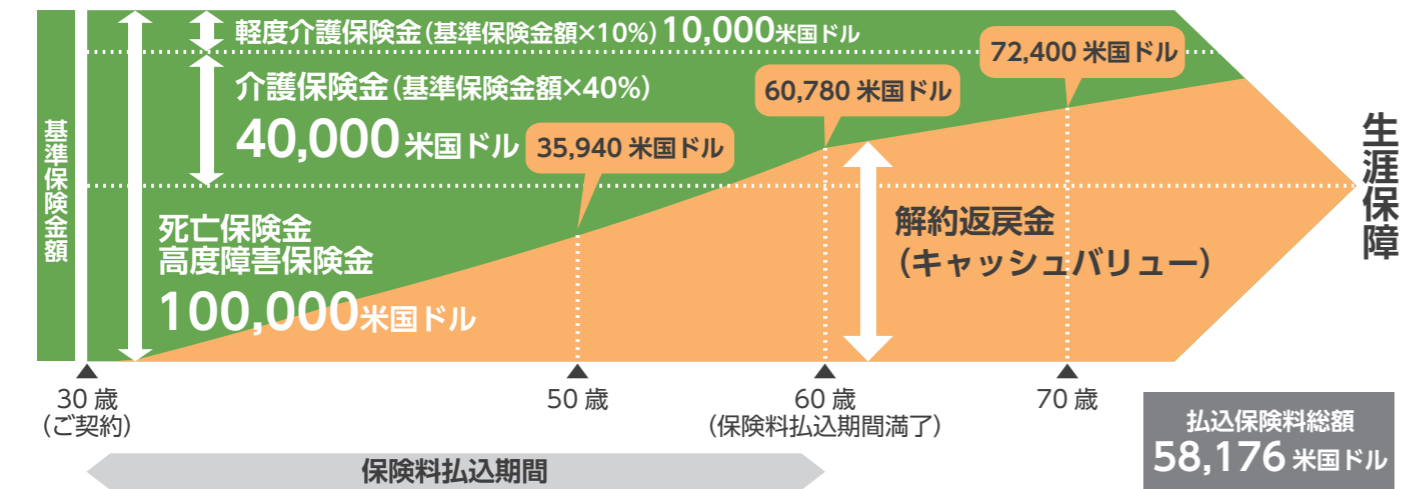 軽度介護保険金(基準保険金額×10%)10,000米国ドル
72,400 米国ドル
介護保険金(基準保険金額×40%)
40,000米国ドル
60,780 米国ドル
35,940 米国ドル
基準保険金額
死亡保険金
高度障害保険金
100,000米国ドル
解約返戻金
(キャッシュバリュー)
生涯保障
30 歳
(ご契約)
50 歳
60 歳
(保険料払込期間満了)
70 歳
保険料払込期間
払込保険料総額
58,176 米国ドル